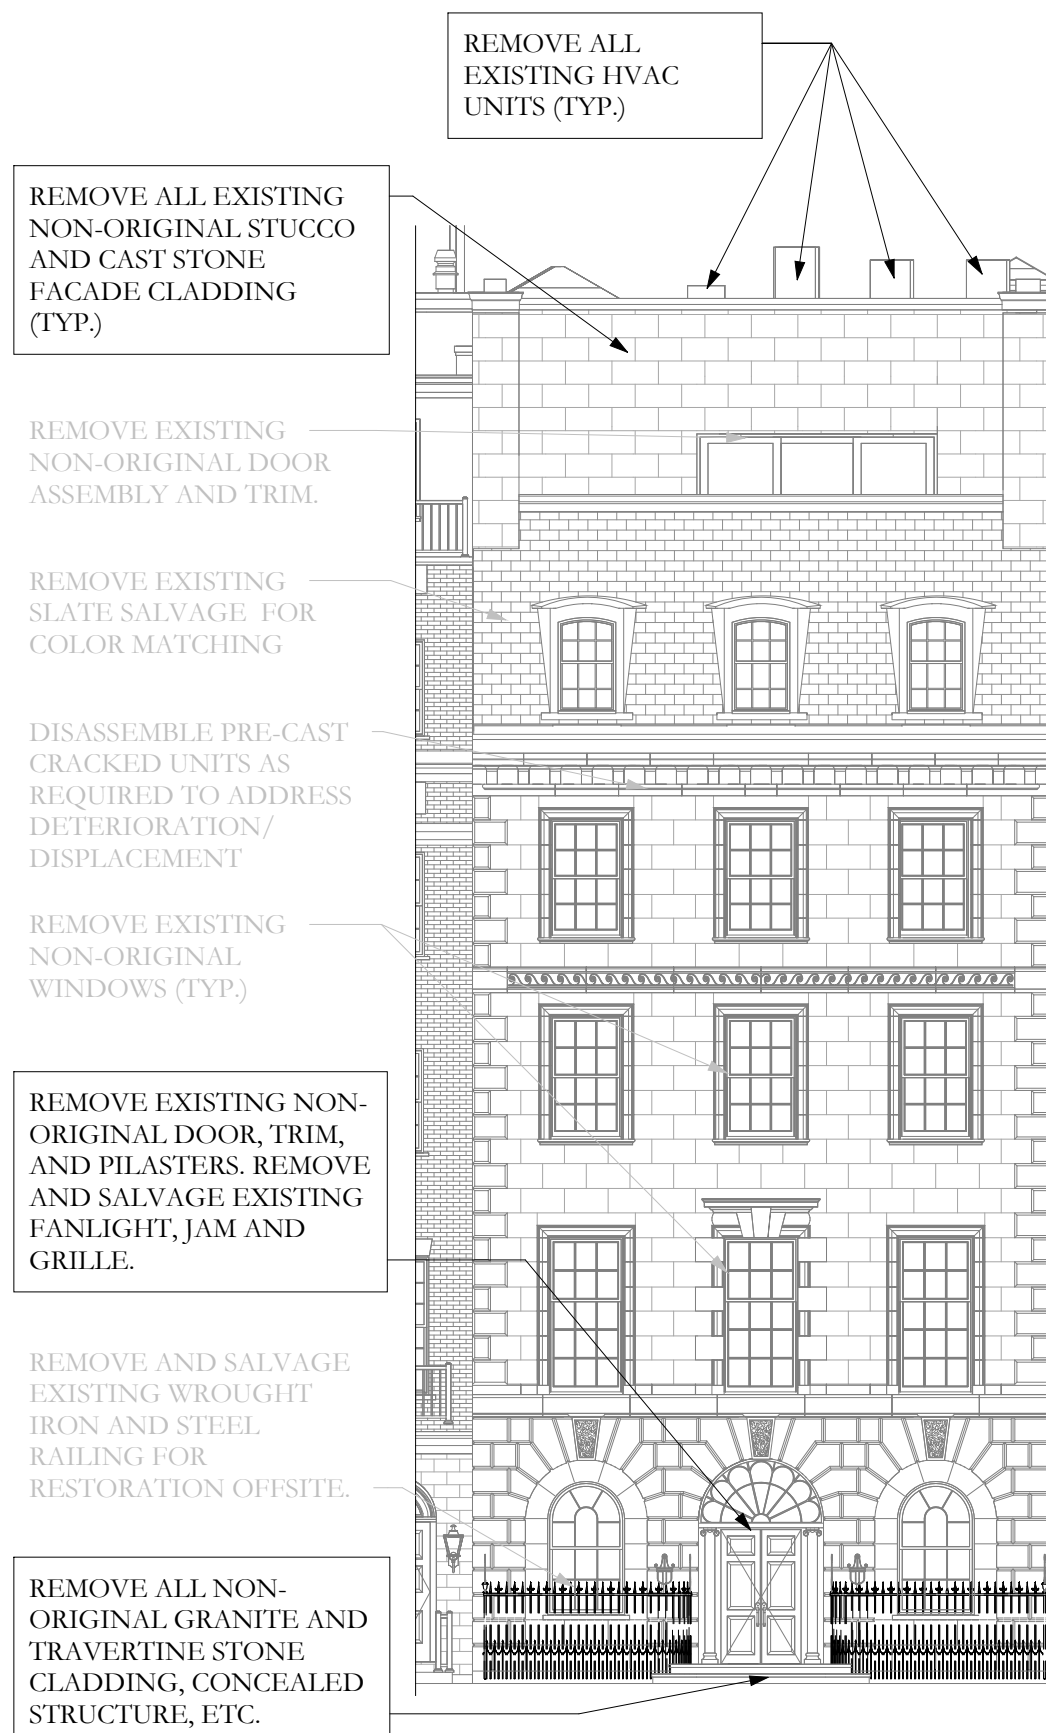 REMOVE ALL
EXISTING HVAC
UNITS (TYP.)
REMOVE ALL EXISTING
NON-ORIGINAL STUCCO
AND CAST STONE
FACADE CLADDING
(TYP.)
REMOVE EXISTING
NON-ORIGINAL DOOR
ASSEMBLY AND TRIM.
REMOVE EXISTING
SLATE SALVAGE  FOR
COLOR MATCHING
DISASSEMBLE PRE-CAST
CRACKED UNITS AS
REQUIRED TO ADDRESS
DETERIORATION/
DISPLACEMENT
REMOVE EXISTING
NON-ORIGINAL
WINDOWS (TYP.)
REMOVE EXISTING NON-
ORIGINAL DOOR, TRIM,
AND PILASTERS. REMOVE
AND SALVAGE EXISTING
FANLIGHT, JAM AND
GRILLE.
REMOVE AND SALVAGE
EXISTING WROUGHT
IRON AND STEEL
RAILING FOR
RESTORATION OFFSITE.
REMOVE ALL NON-
ORIGINAL GRANITE AND
TRAVERTINE STONE
CLADDING, CONCEALED
STRUCTURE, ETC.